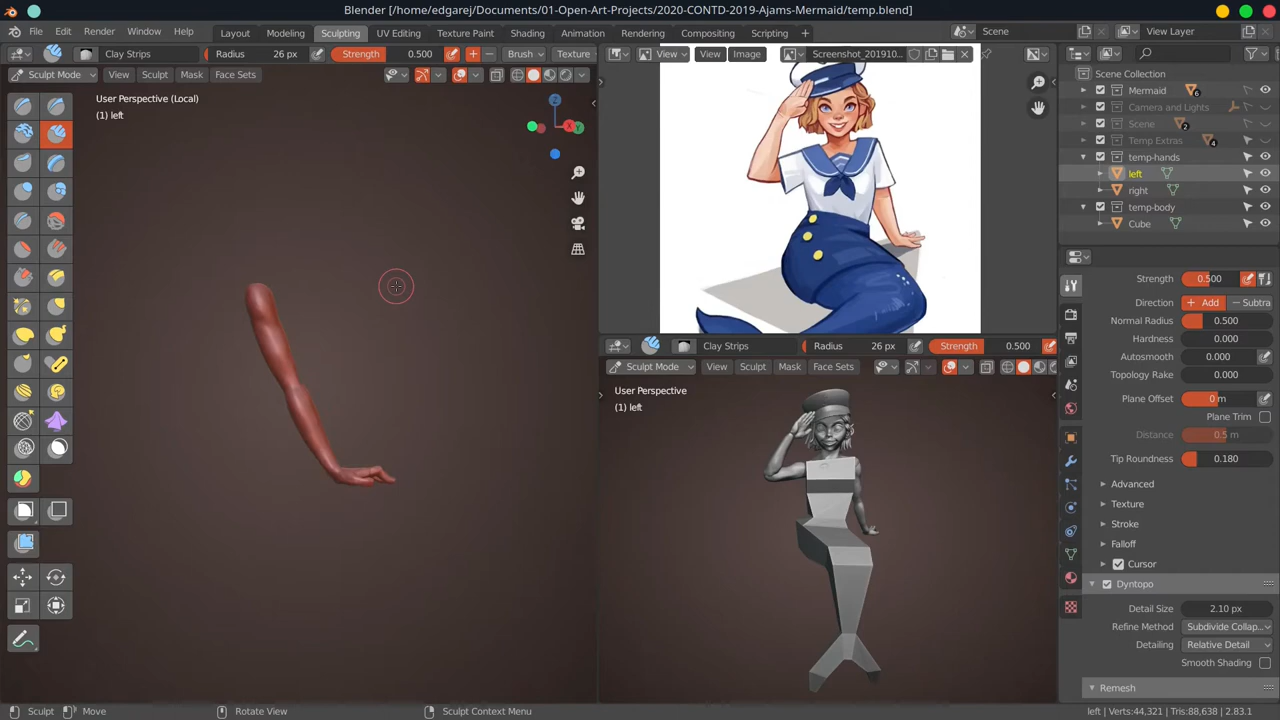 Blender [/home/edgarej/Documents/01-Open-Art-Projects/2020-CONTD-2019-Ajams-Mermaid/temp.blend]
File Edit Render Window Help Layout Modeling Sculpting UV Editing Texture Paint Shading Animation Rendering Compositing Scripting + Scene View Layer
Clay Strips Radius 26 px Strength 0.500 Brush Texture
Sculpt Mode View Sculpt Mask Face Sets
User Perspective (Local)
(1) left
X Y Z
View View Image Screenshot_201910...
Clay Strips Radius 26 px Strength 0.500
Sculpt Mode View Sculpt Mask Face Sets
User Perspective
(1) left
Scene Collection
Mermaid 6
Camera and Lights
Scene 2
Temp Extras 4
temp-hands
left
right
temp-body
Cube
Strength 0.500
Direction + Add — Subtra
Normal Radius 0.500
Hardness 0.000
Autosmooth 0.000
Topology Rake 0.000
Plane Offset 0 m
Plane Trim
Distance 0.5 m
Tip Roundness 0.180
Advanced
Texture
Stroke
Falloff
Cursor
Dyntopo
Detail Size 2.10 px
Refine Method Subdivide Collap...
Detailing Relative Detail
Smooth Shading
Remesh
Sculpt Move Rotate View Sculpt Context Menu left | Verts:44,321 | Tris:88,638 | 2.83.1